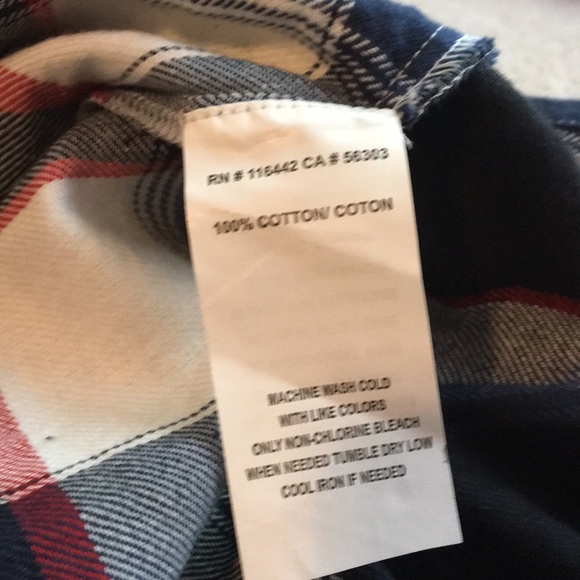 RN # 116442 CA # 56303
100% COTTON/ COTON
MACHINE WASH COLD
WITH LIKE COLORS
ONLY NON-CHLORINE BLEACH
WHEN NEEDED TUMBLE DRY LOW
COOL IRON IF NEEDED